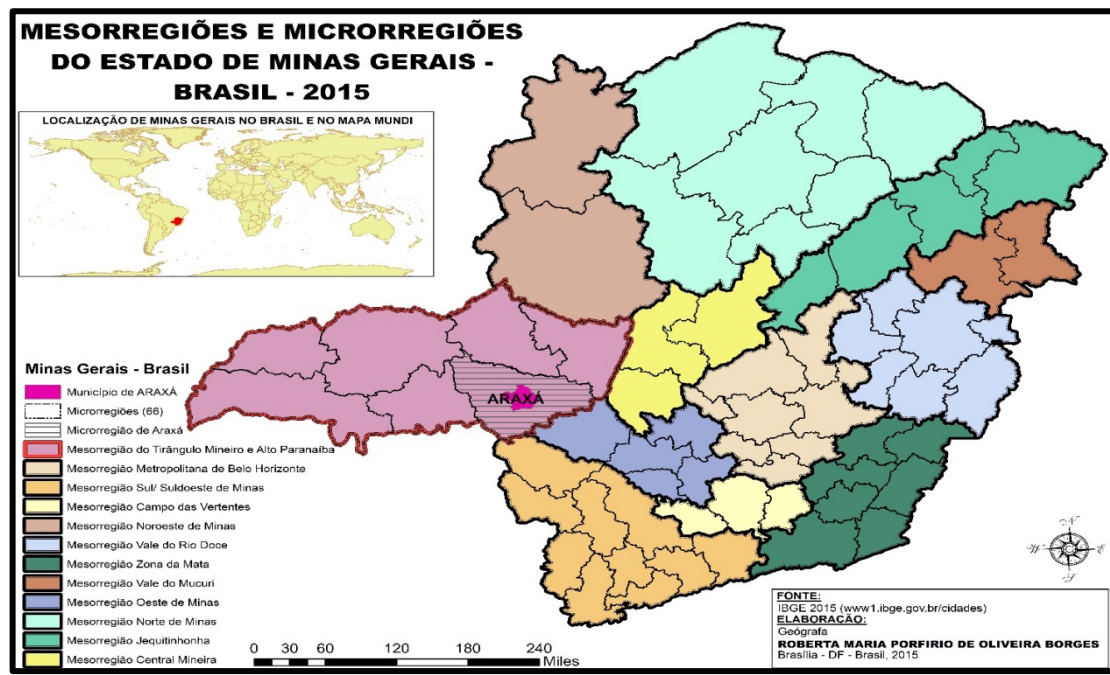 MESORREGIÕES E MICRORREGIÕES
DO ESTADO DE MINAS GERAIS -
BRASIL - 2015
LOCALIZAÇÃO DE MINAS GERAIS NO BRASIL E NO MAPA MUNDI
ARAXÁ
Minas Gerais - Brasil
Município de ARAXÁ
Microrregiões (66)
Microrregião de Araxá
Mesorregião do Tirângulo Mineiro e Alto Paranaíba
Mesorregião Metropolitana de Belo Horizonte
Mesorregião Sul/ Suldoeste de Minas
Mesorregião Campo das Vertentes
Mesorregião Noroeste de Minas
Mesorregião Vale do Rio Doce
Mesorregião Zona da Mata
Mesorregião Vale do Mucuri
Mesorregião Oeste de Minas
Mesorregião Norte de Minas
Mesorregião Jequitinhonha
Mesorregião Central Mineira
0 30 60 120 180 240
Miles
N
W E
S
FONTE:
IBGE 2015 (www1.ibge.gov.br/cidades)
ELABORAÇÃO:
Geógrafa
ROBERTA MARIA PORFIRIO DE OLIVEIRA BORGES
Brasília - DF - Brasil, 2015